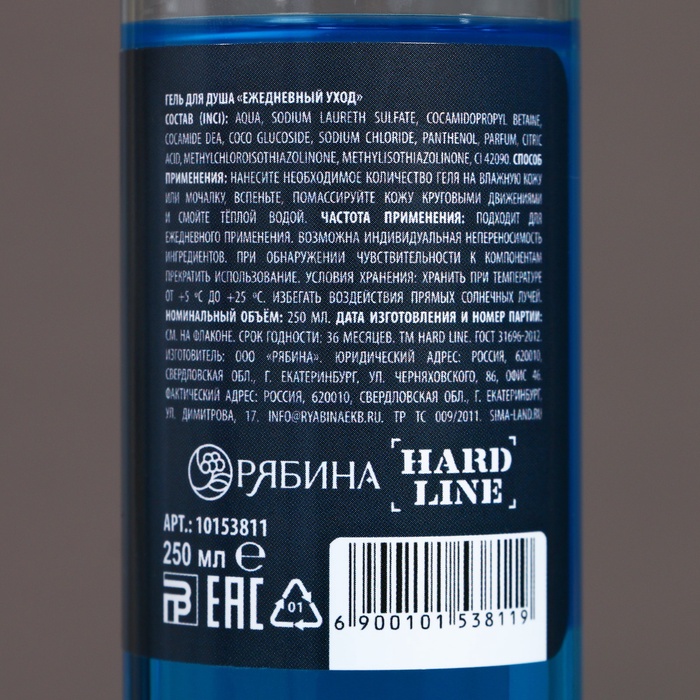 ГЕЛЬ ДЛЯ ДУША «ЕЖЕДНЕВНЫЙ УХОД»
СОСТАВ (INCI): AQUA, SODIUM LAURETH SULFATE, COCAMIDOPROPYL BETAINE,
COCAMIDE DEA, COCO GLUCOSIDE, SODIUM CHLORIDE, PANTHENOL, PARFUM, CITRIC
ACID, METHYLCHLOROISOTHIAZOLINONE, METHYLISOTHIAZOLINONE, CI 42090. СПОСОБ
ПРИМЕНЕНИЯ: НАНЕСИТЕ НЕОБХОДИМОЕ КОЛИЧЕСТВО ГЕЛЯ НА ВЛАЖНУЮ КОЖУ
ИЛИ МОЧАЛКУ, ВСПЕНЬТЕ, ПОМАССИРУЙТЕ КОЖУ КРУГОВЫМИ ДВИЖЕНИЯМИ
И СМОЙТЕ ТЁПЛОЙ ВОДОЙ. ЧАСТОТА ПРИМЕНЕНИЯ: ПОДХОДИТ ДЛЯ
ЕЖЕДНЕВНОГО ПРИМЕНЕНИЯ. ВОЗМОЖНА ИНДИВИДУАЛЬНАЯ НЕПЕРЕНОСИМОСТЬ
ИНГРЕДИЕНТОВ. ПРИ ОБНАРУЖЕНИИ ЧУВСТВИТЕЛЬНОСТИ К КОМПОНЕНТАМ
ПРЕКРАТИТЬ ИСПОЛЬЗОВАНИЕ. УСЛОВИЯ ХРАНЕНИЯ: ХРАНИТЬ ПРИ ТЕМПЕРАТУРЕ
ОТ +5 °C ДО +25 °C. ИЗБЕГАТЬ ВОЗДЕЙСТВИЯ ПРЯМЫХ СОЛНЕЧНЫХ ЛУЧЕЙ.
НОМИНАЛЬНЫЙ ОБЪЁМ: 250 МЛ. ДАТА ИЗГОТОВЛЕНИЯ И НОМЕР ПАРТИИ:
СМ. НА ФЛАКОНЕ. СРОК ГОДНОСТИ: 36 МЕСЯЦЕВ. ТМ HARD LINE. ГОСТ 31696-2012.
ИЗГОТОВИТЕЛЬ: ООО «РЯБИНА». ЮРИДИЧЕСКИЙ АДРЕС: РОССИЯ, 620010,
СВЕРДЛОВСКАЯ ОБЛ., Г. ЕКАТЕРИНБУРГ, УЛ. ЧЕРНЯХОВСКОГО, 86, ОФИС 46.
ФАКТИЧЕСКИЙ АДРЕС: РОССИЯ, 620010, СВЕРДЛОВСКАЯ ОБЛ., Г. ЕКАТЕРИНБУРГ,
УЛ. ДИМИТРОВА, 17. INFO@RYABINAEKB.RU. ТР ТС 009/2011. SIMA-LAND.RU
РЯБИНА HARD
LINE
АРТ.: 10153811
250 МЛ ℮
РСТ EAC 01
6 900101 538119